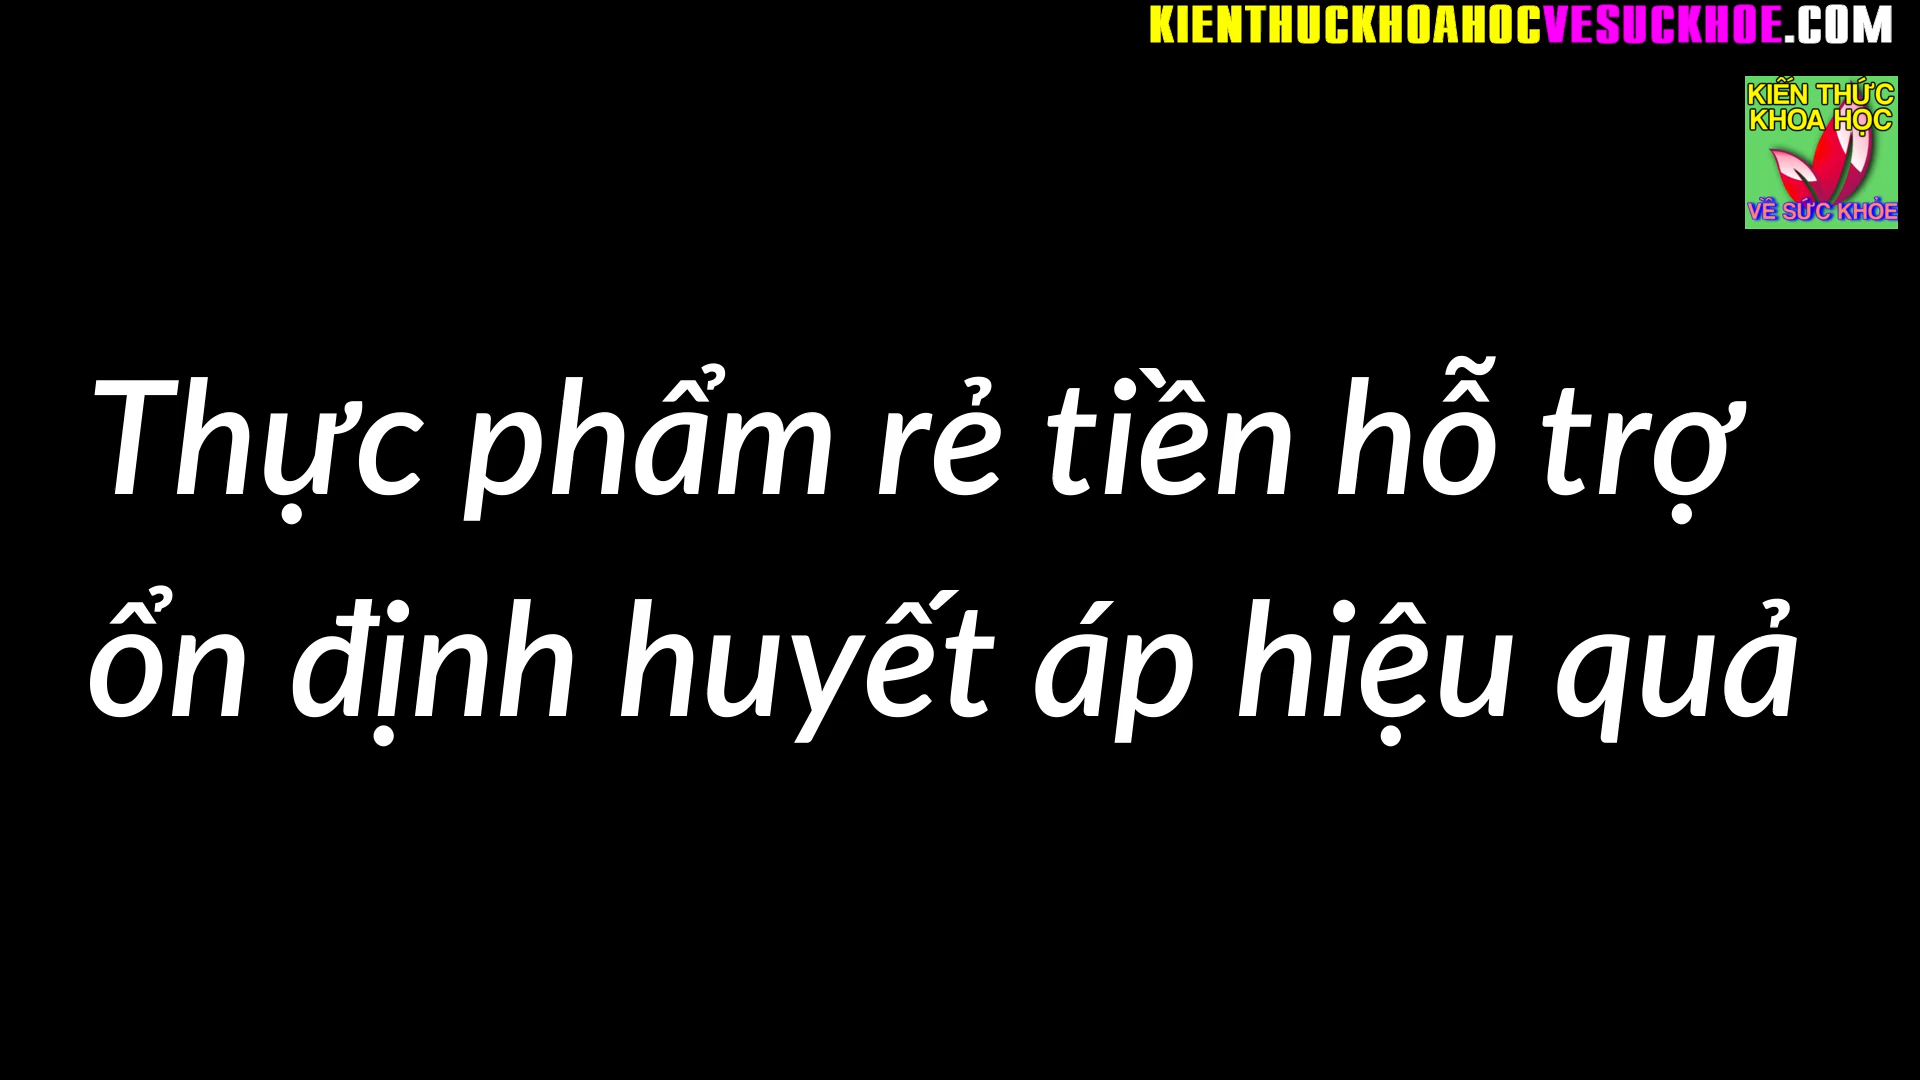 KIENTHUCKHOAHOCVESUCKHOE.COM
KIẾN THỨC
KHOA HỌC
VỀ SỨC KHỎE
Thực phẩm rẻ tiền hỗ trợ
ổn định huyết áp hiệu quả